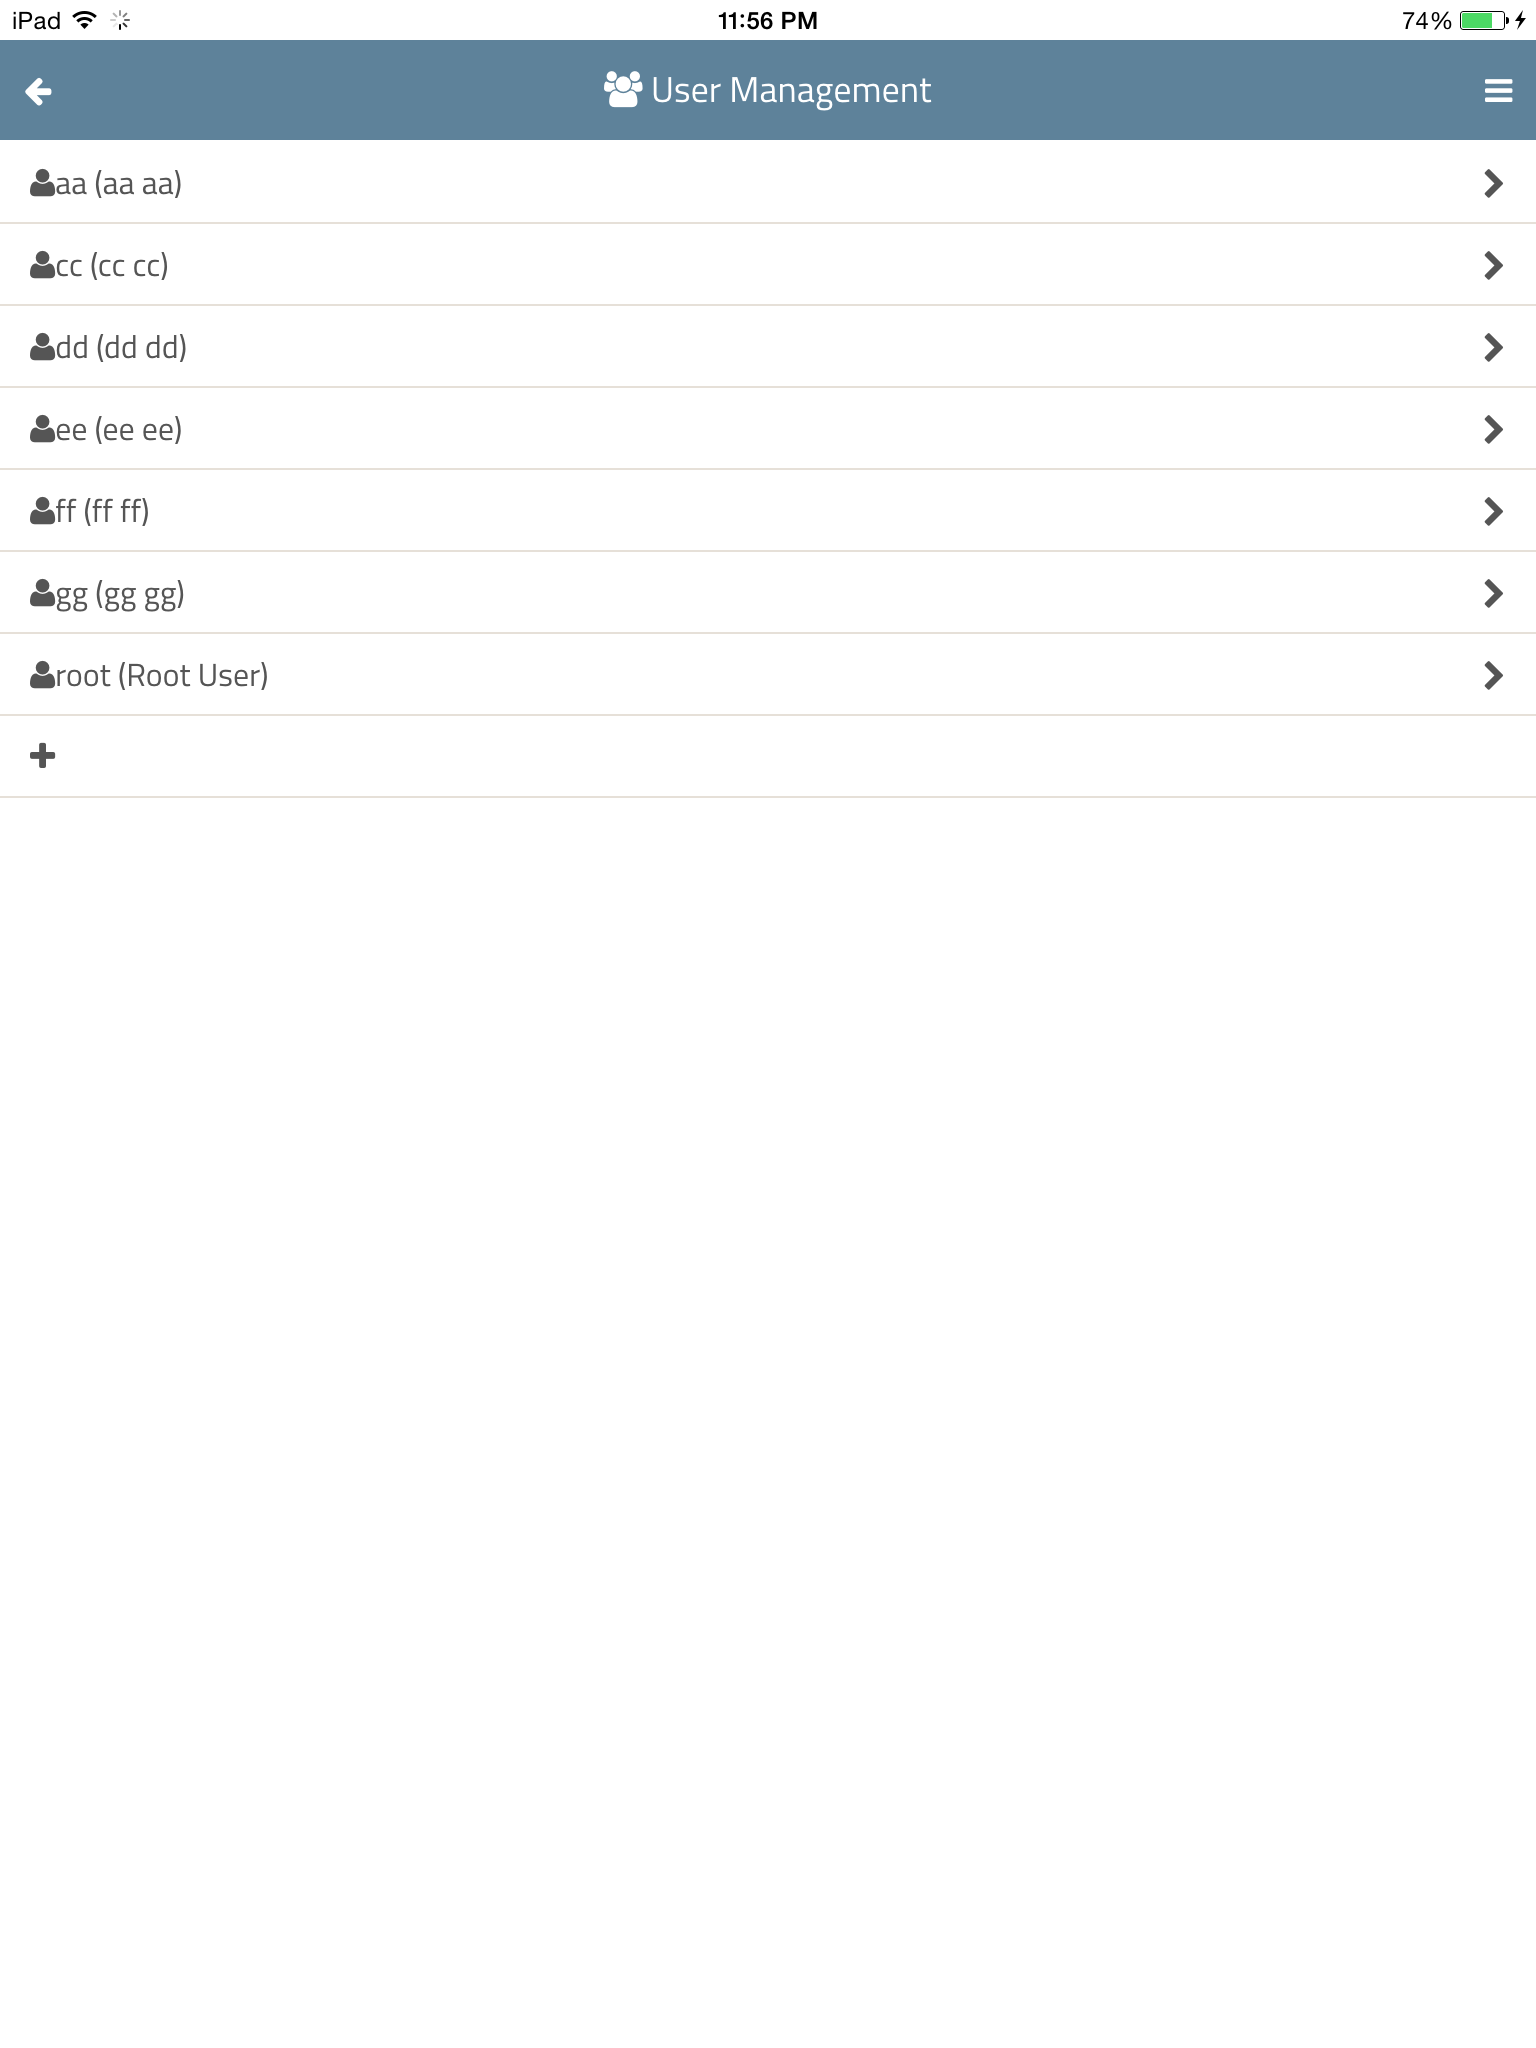 iPad 11:56 PM 74%
User Management
aa (aa aa)
cc (cc cc)
dd (dd dd)
ee (ee ee)
ff (ff ff)
gg (gg gg)
root (Root User)